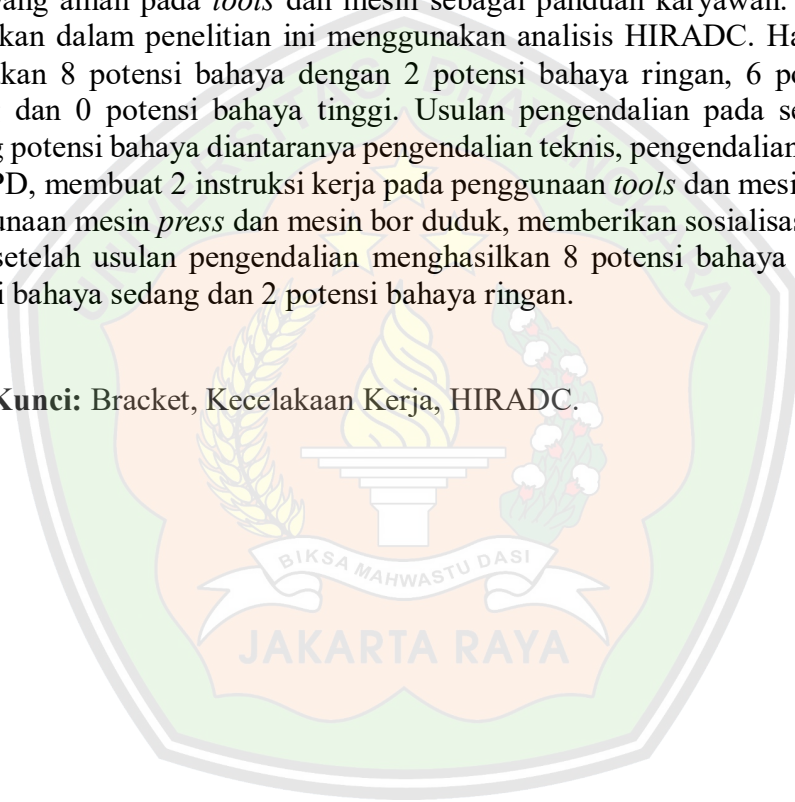 yang aman pada tools dan mesin sebagai panduan karyawan.
kan dalam penelitian ini menggunakan analisis HIRADC. Ha
kan 8 potensi bahaya dengan 2 potensi bahaya ringan, 6 po
dan 0 potensi bahaya tinggi. Usulan pengendalian pada se
g potensi bahaya diantaranya pengendalian teknis, pengendalian
PD, membuat 2 instruksi kerja pada penggunaan tools dan mesi
unaan mesin press dan mesin bor duduk, memberikan sosialisas
setelah usulan pengendalian menghasilkan 8 potensi bahaya
i bahaya sedang dan 2 potensi bahaya ringan.
Kunci: Bracket, Kecelakaan Kerja, HIRADC.
UNIVERSITAS BHAYANGKARA
BIKSA MAHWASTU DASI
JAKARTA RAYA